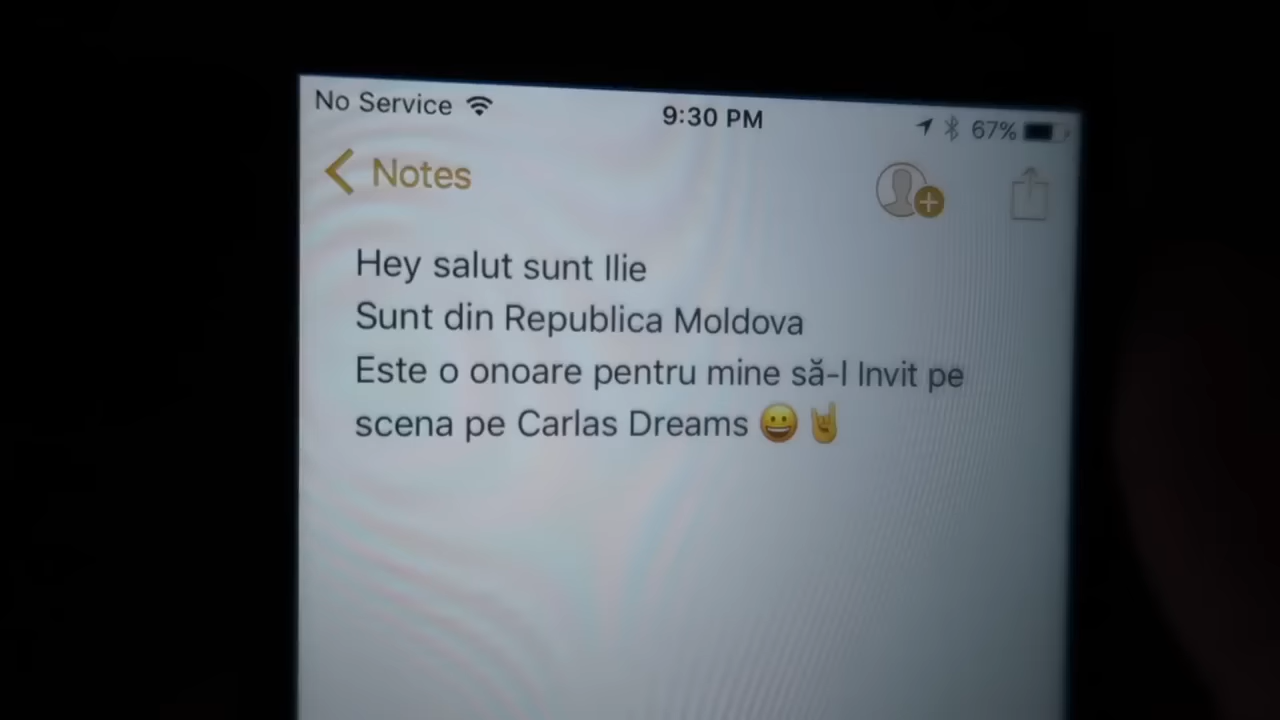 No Service 9:30 PM 67%
Notes
Hey salut sunt Ilie
Sunt din Republica Moldova
Este o onoare pentru mine să-l Invit pe
scena pe Carlas Dreams 😀🤘